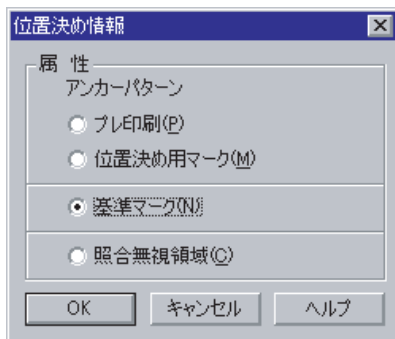 位置決め情報
属 性
アンカーパターン
プレ印刷(P)
位置決め用マーク(M)
基準マーク(N)
照合無視領域(C)
OK キャンセル ヘルプ